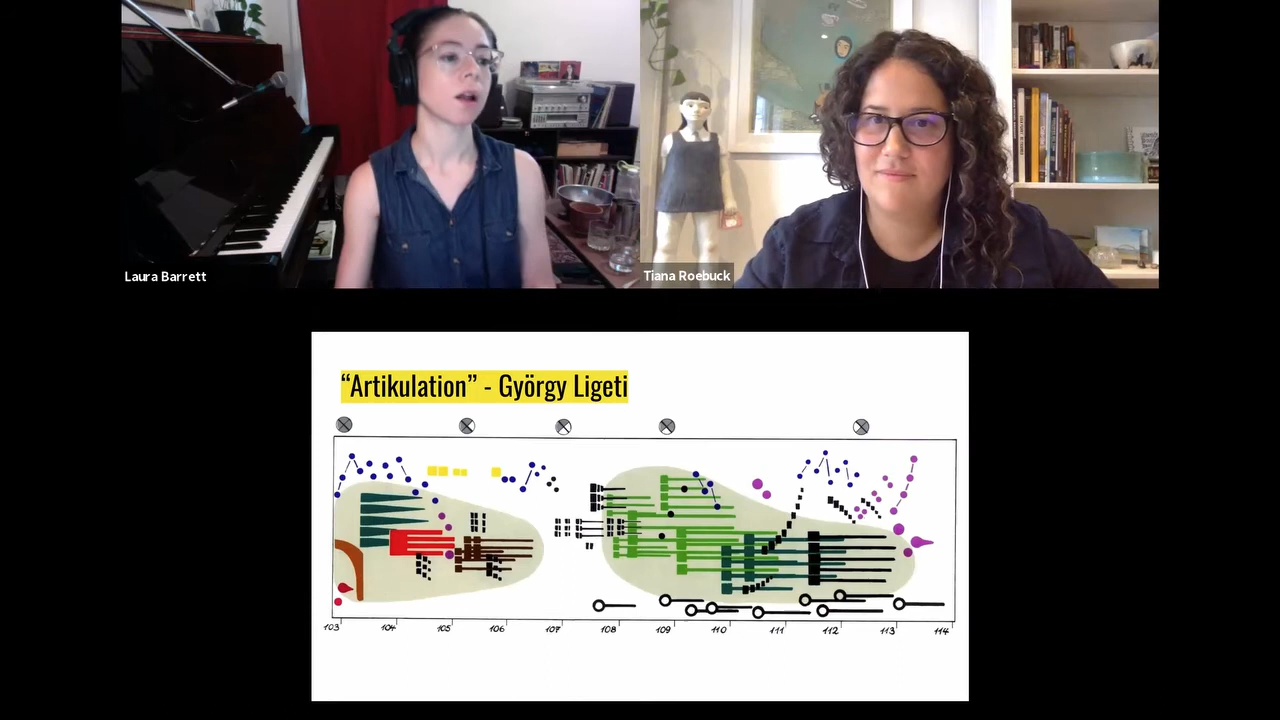 Laura Barrett
Tiana Roebuck
“Artikulation” - György Ligeti
103 104 105 106 107 108 109 110 111 112 113 114